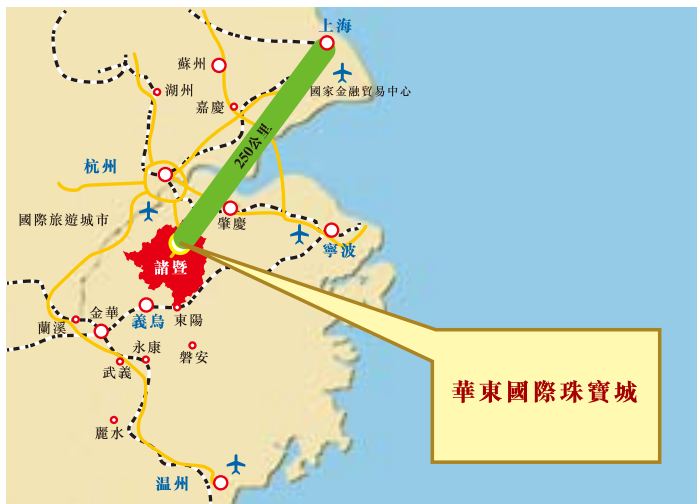 上海
蘇州
國家金融貿易中心
湖州
嘉慶
250公里
杭州
國際旅遊城市
肇慶
寧波
諸暨
金華
蘭溪
義烏
東陽
永康
磐安
武義
華東國際珠寶城
麗水
温州